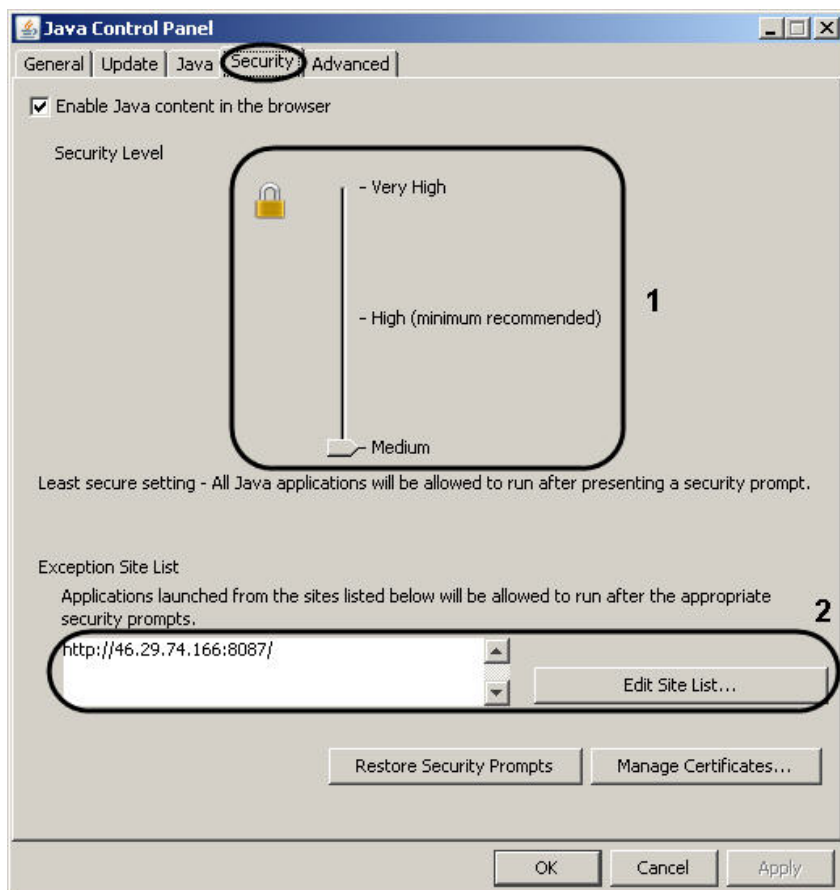 Java Control Panel
General Update Java Security Advanced
Enable Java content in the browser
Security Level
- Very High
- High (minimum recommended)
- Medium
1
Least secure setting - All Java applications will be allowed to run after presenting a security prompt.
Exception Site List
Applications launched from the sites listed below will be allowed to run after the appropriate
security prompts.
2
http://46.29.74.166:8087/
Edit Site List...
Restore Security Prompts Manage Certificates...
OK Cancel Apply